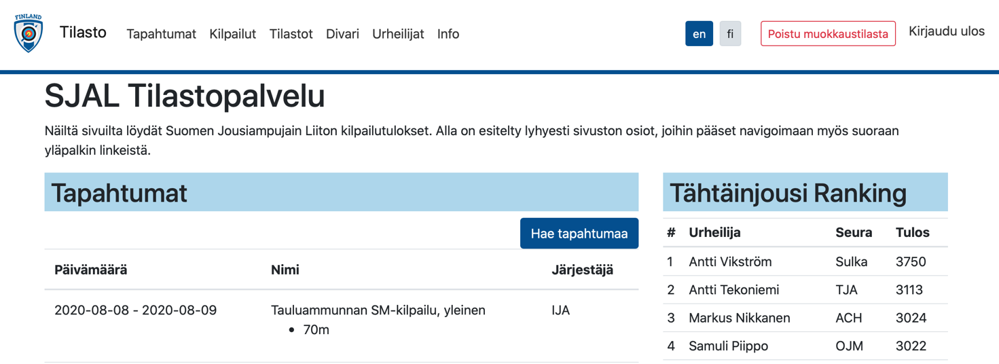 FINLAND
Tilasto Tapahtumat Kilpailut Tilastot Divari Urheilijat Info en fi Poistu muokkaustilasta Kirjaudu ulos
SJAL Tilastopalvelu
Näiltä sivuilta löydät Suomen Jousiampujain Liiton kilpailutulokset. Alla on esitelty lyhyesti sivuston osiot, joihin pääset navigoimaan myös suoraan
yläpalkin linkeistä.
Tapahtumat
Hae tapahtumaa
Päivämäärä Nimi Järjestäjä
2020-08-08 - 2020-08-09 Tauluammunnan SM-kilpailu, yleinen IJA
• 70m
Tähtäinjousi Ranking
# Urheilija Seura Tulos
1 Antti Vikström Sulka 3750
2 Antti Tekoniemi TJA 3113
3 Markus Nikkanen ACH 3024
4 Samuli Piippo OJM 3022